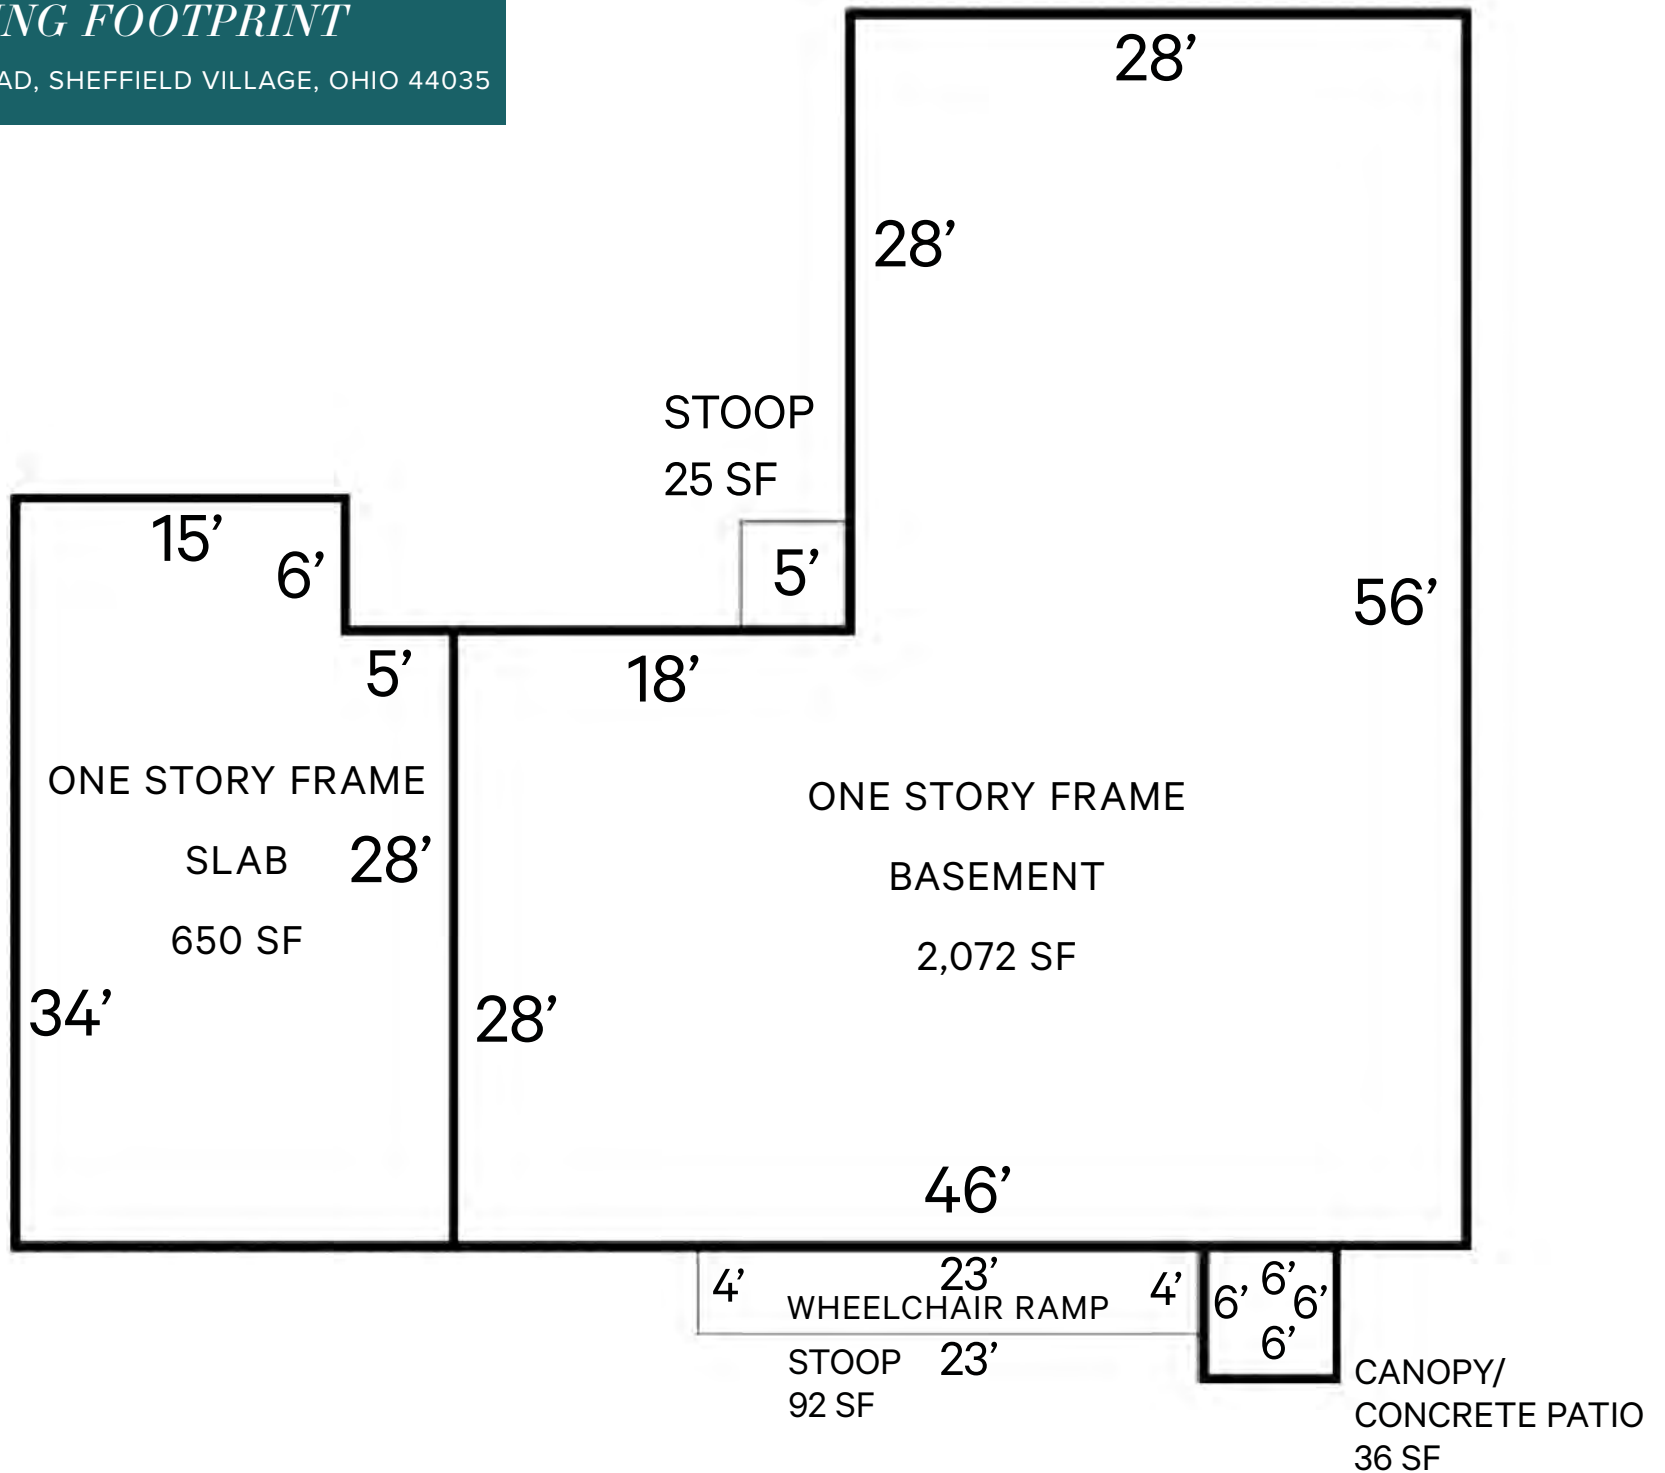 NG FOOTPRINT
AD, SHEFFIELD VILLAGE, OHIO 44035
28’
28’
STOOP
25 SF
15’
6’
5’
56’
5’
18’
ONE STORY FRAME
SLAB
28’
650 SF
ONE STORY FRAME
BASEMENT
2,072 SF
34’
28’
46’
4’
23’
4’
WHEELCHAIR RAMP
6’
6’
6’
6’
STOOP
23’
92 SF
CANOPY/
CONCRETE PATIO
36 SF